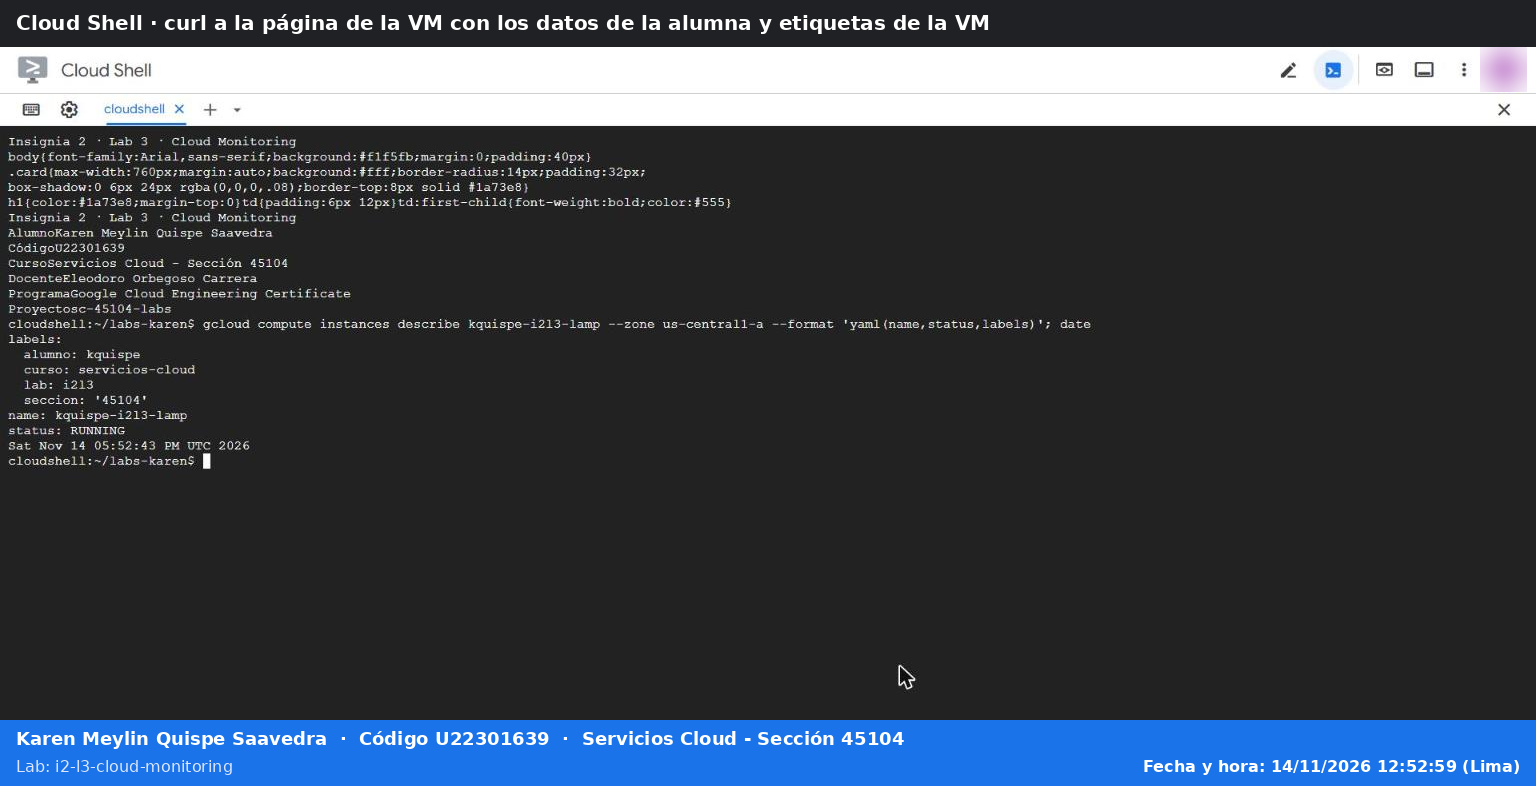 Cloud Shell · curl a la página de la VM con los datos de la alumna y etiquetas de la VM
Cloud Shell
cloudshell
Insignia 2 · Lab 3 · Cloud Monitoring
body{font-family:Arial,sans-serif;background:#f1f5fb;margin:0;padding:40px}
.card{max-width:760px;margin:auto;background:#fff;border-radius:14px;padding:32px;
box-shadow:0 6px 24px rgba(0,0,0,.08);border-top:8px solid #1a73e8}
h1{color:#1a73e8;margin-top:0}td{padding:6px 12px}td:first-child{font-weight:bold;color:#555}
Insignia 2 · Lab 3 · Cloud Monitoring
AlumnoKaren Meylin Quispe Saavedra
CódigoU22301639
CursoServicios Cloud - Sección 45104
DocenteEleodoro Orbegoso Carrera
ProgramaGoogle Cloud Engineering Certificate
Proyectosc-45104-labs
cloudshell:~/labs-karen$ gcloud compute instances describe kquispe-i2l3-lamp --zone us-central1-a --format 'yaml(name,status,labels)'; date
labels:
  alumno: kquispe
  curso: servicios-cloud
  lab: i2l3
  seccion: '45104'
name: kquispe-i2l3-lamp
status: RUNNING
Sat Nov 14 05:52:43 PM UTC 2026
cloudshell:~/labs-karen$
Karen Meylin Quispe Saavedra · Código U22301639 · Servicios Cloud - Sección 45104
Lab: i2-l3-cloud-monitoring
Fecha y hora: 14/11/2026 12:52:59 (Lima)